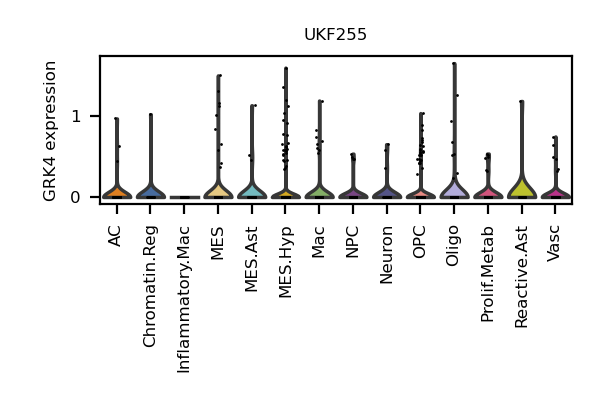 UKF255
GRK4 expression
1
0
AC
Chromatin.Reg
Inflammatory.Mac
MES
MES.Ast
MES.Hyp
Mac
NPC
Neuron
OPC
Oligo
Prolif.Metab
Reactive.Ast
Vasc